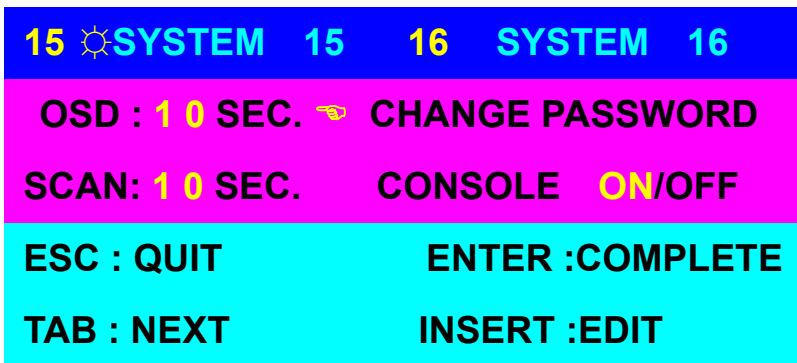 15 ☼SYSTEM 15 16 SYSTEM 16
OSD : 1 0 SEC. ☜ CHANGE PASSWORD
SCAN: 1 0 SEC. CONSOLE ON/OFF
ESC : QUIT ENTER :COMPLETE
TAB : NEXT INSERT :EDIT